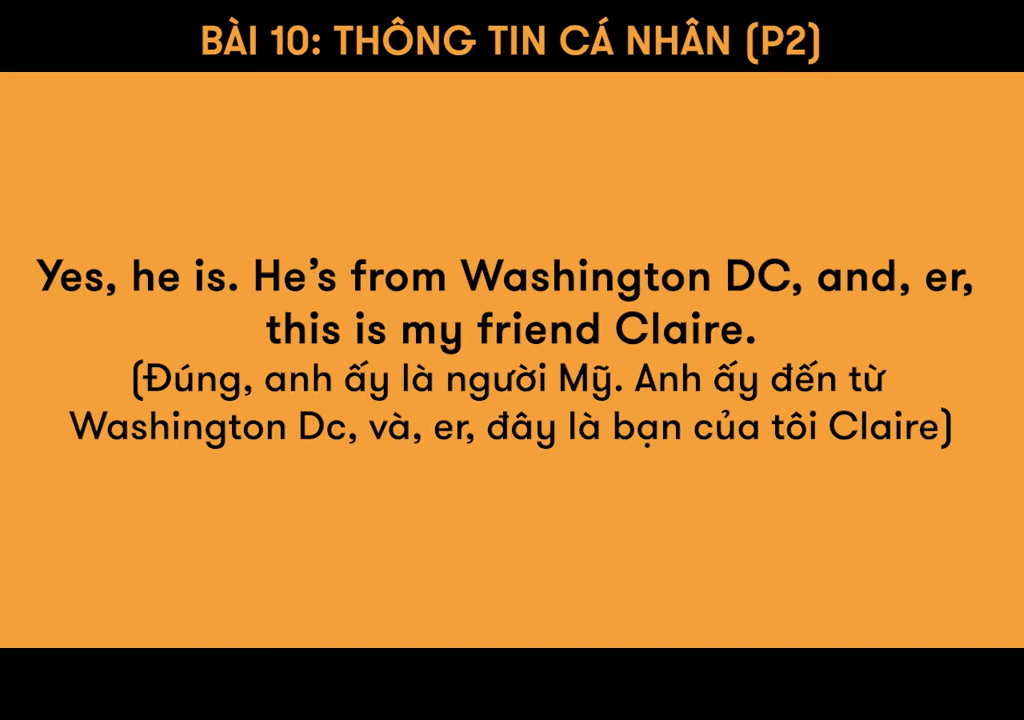 BÀI 10: THÔNG TIN CÁ NHÂN (P2)
Yes, he is. He’s from Washington DC, and, er,
this is my friend Claire.
(Đúng, anh ấy là người Mỹ. Anh ấy đến từ
Washington Dc, và, er, đây là bạn của tôi Claire)